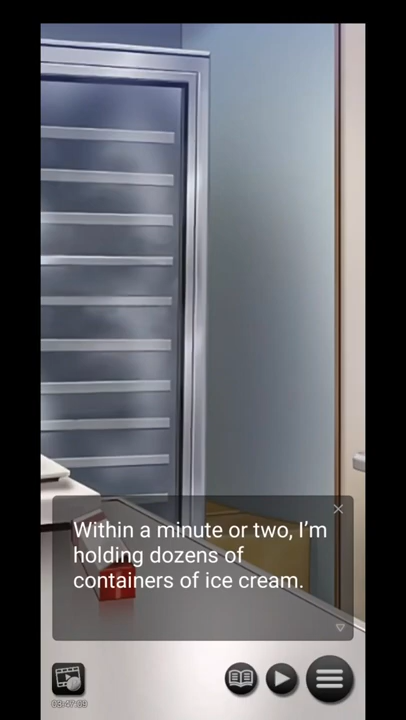 Within a minute or two, I'm
holding dozens of
containers of ice cream.